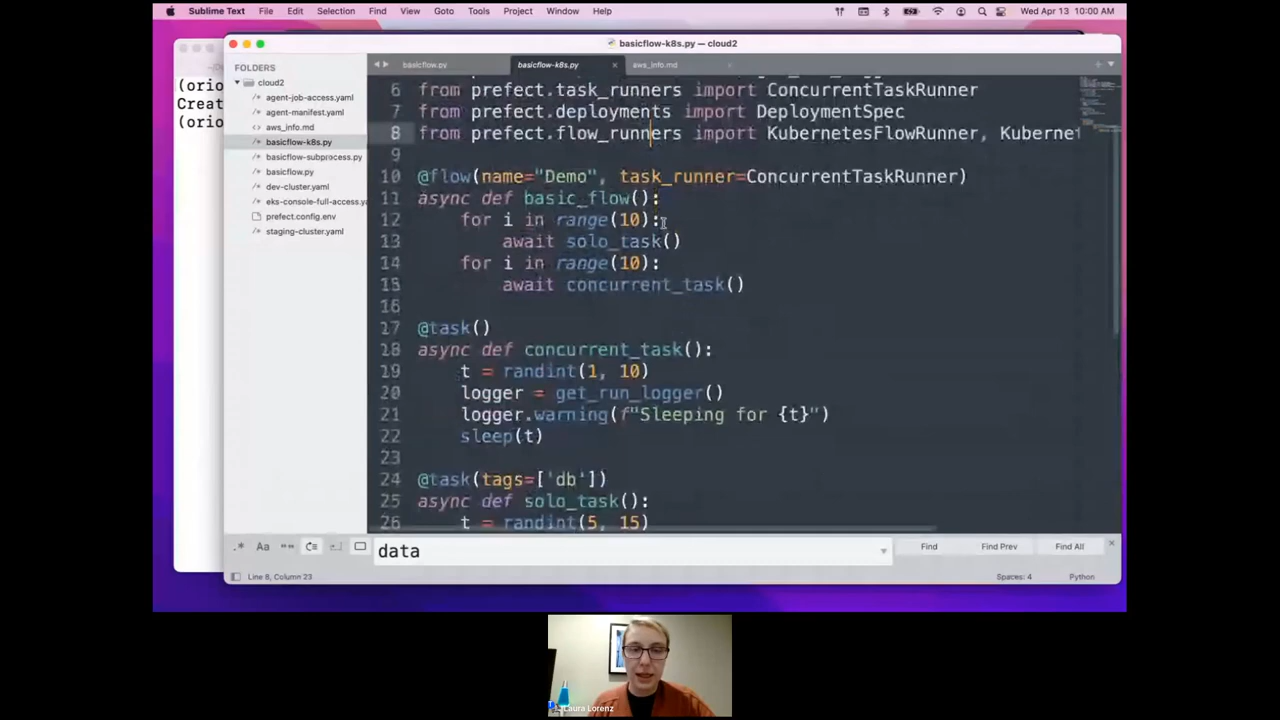 Sublime Text File Edit Selection Find View Goto Tools Project Window Help Wed Apr 13 10:00 AM
basicflow-k8s.py — cloud2
(orio
Creat
(orio
FOLDERS
cloud2
agent-job-access.yaml
agent-manifest.yaml
aws_info.md
basicflow-k8s.py
basicflow-subprocess.py
basicflow.py
dev-cluster.yaml
eks-console-full-access.ya
prefect.config.env
staging-cluster.yaml
basicflow.py basicflow-k8s.py aws_info.md
6 from prefect.task_runners import ConcurrentTaskRunner
7 from prefect.deployments import DeploymentSpec
8 from prefect.flow_runners import KubernetesFlowRunner, Kubernet
9
10 @flow(name="Demo", task_runner=ConcurrentTaskRunner)
11 async def basic_flow():
12 for i in range(10):
13 await solo_task()
14 for i in range(10):
15 await concurrent_task()
16
17 @task()
18 async def concurrent_task():
19 t = randint(1, 10)
20 logger = get_run_logger()
21 logger.warning(f"Sleeping for {t}")
22 sleep(t)
23
24 @task(tags=['db'])
25 async def solo_task():
26 t = randint(5, 15)
.* Aa data Find Find Prev Find All
Line 8, Column 23 Spaces: 4 Python
Laura Lorenz